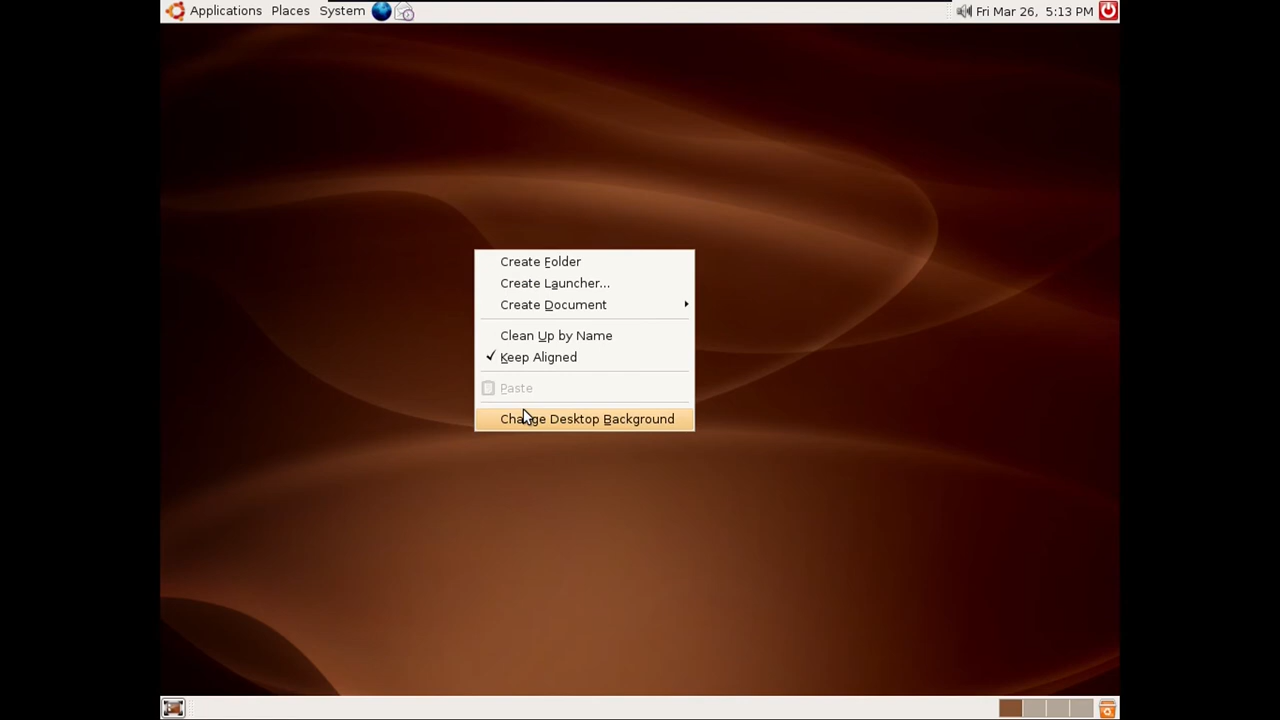 Applications Places System Fri Mar 26, 5:13 PM
Create Folder
Create Launcher...
Create Document
Clean Up by Name
Keep Aligned
Paste
Change Desktop Background